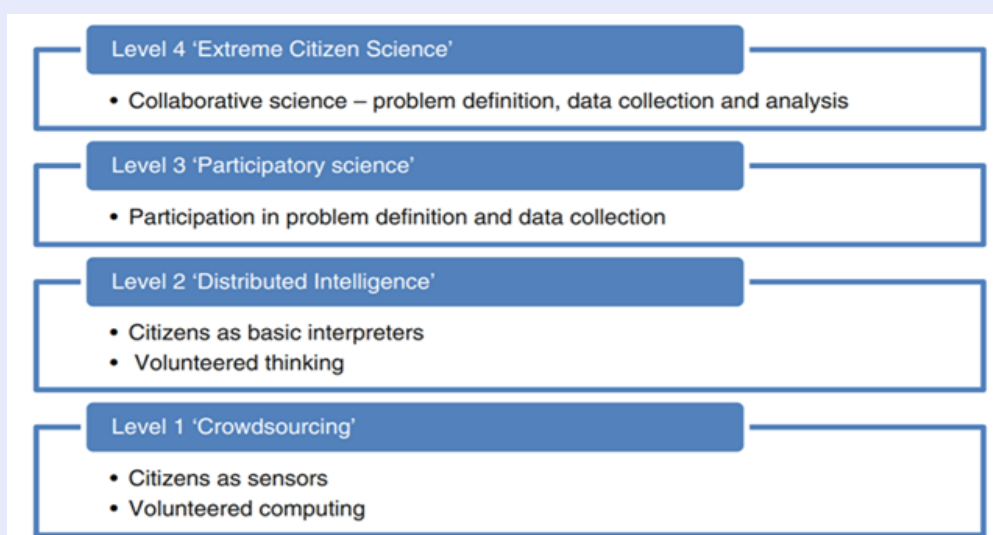 Level 4 ‘Extreme Citizen Science’
• Collaborative science – problem definition, data collection and analysis
Level 3 ‘Participatory science’
• Participation in problem definition and data collection
Level 2 ‘Distributed Intelligence’
• Citizens as basic interpreters
• Volunteered thinking
Level 1 ‘Crowdsourcing’
• Citizens as sensors
• Volunteered computing